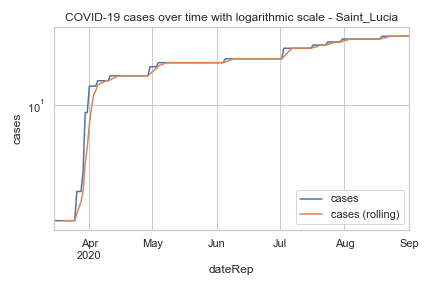 COVID-19 cases over time with logarithmic scale - Saint_Lucia
cases
10^1
Apr
2020
May
Jun
Jul
Aug
Sep
dateRep
cases
cases (rolling)